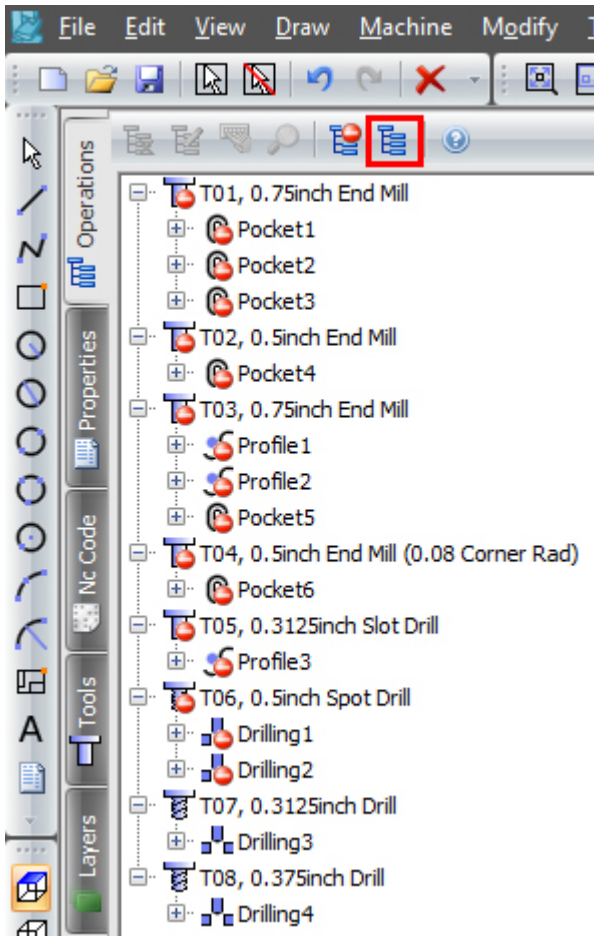 File Edit View Draw Machine Modify
Operations
Properties
Nc Code
Tools
Layers
A
T01, 0.75inch End Mill
Pocket1
Pocket2
Pocket3
T02, 0.5inch End Mill
Pocket4
T03, 0.75inch End Mill
Profile1
Profile2
Pocket5
T04, 0.5inch End Mill (0.08 Corner Rad)
Pocket6
T05, 0.3125inch Slot Drill
Profile3
T06, 0.5inch Spot Drill
Drilling1
Drilling2
T07, 0.3125inch Drill
Drilling3
T08, 0.375inch Drill
Drilling4